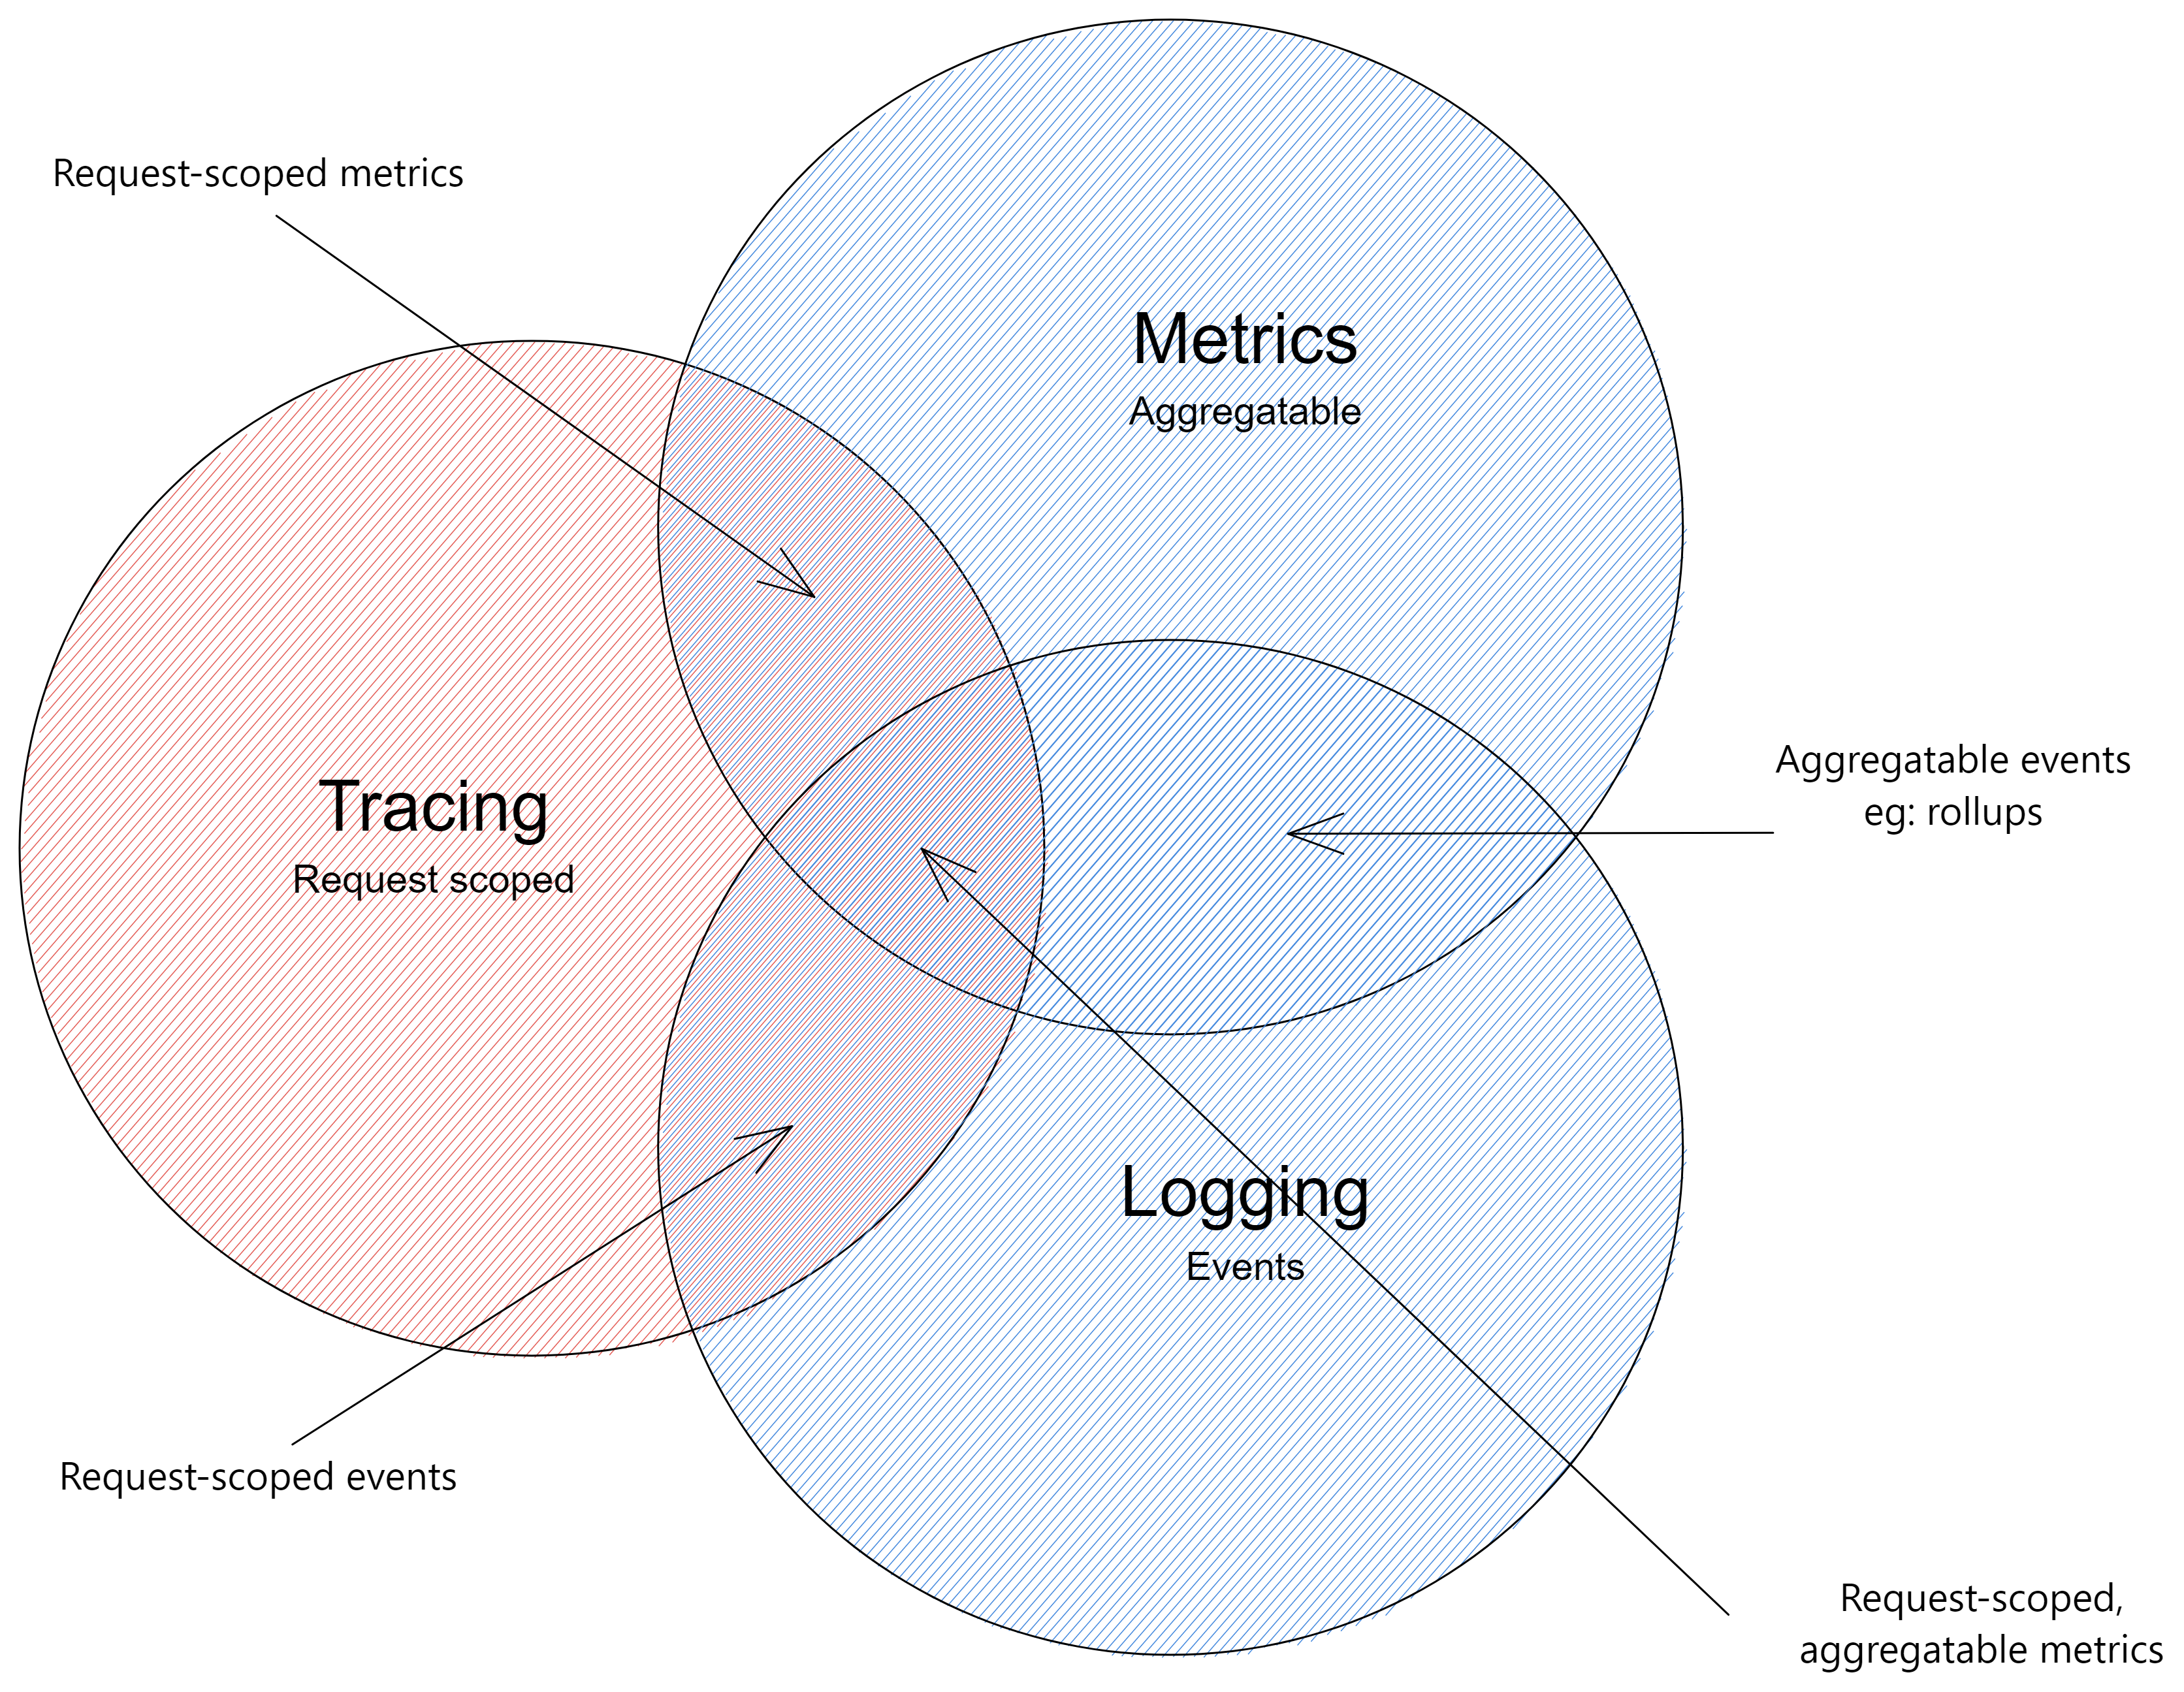 Request-scoped metrics
Metrics
Aggregatable
Tracing
Request scoped
Aggregatable events
eg: rollups
Logging
Events
Request-scoped events
Request-scoped,
aggregatable metrics